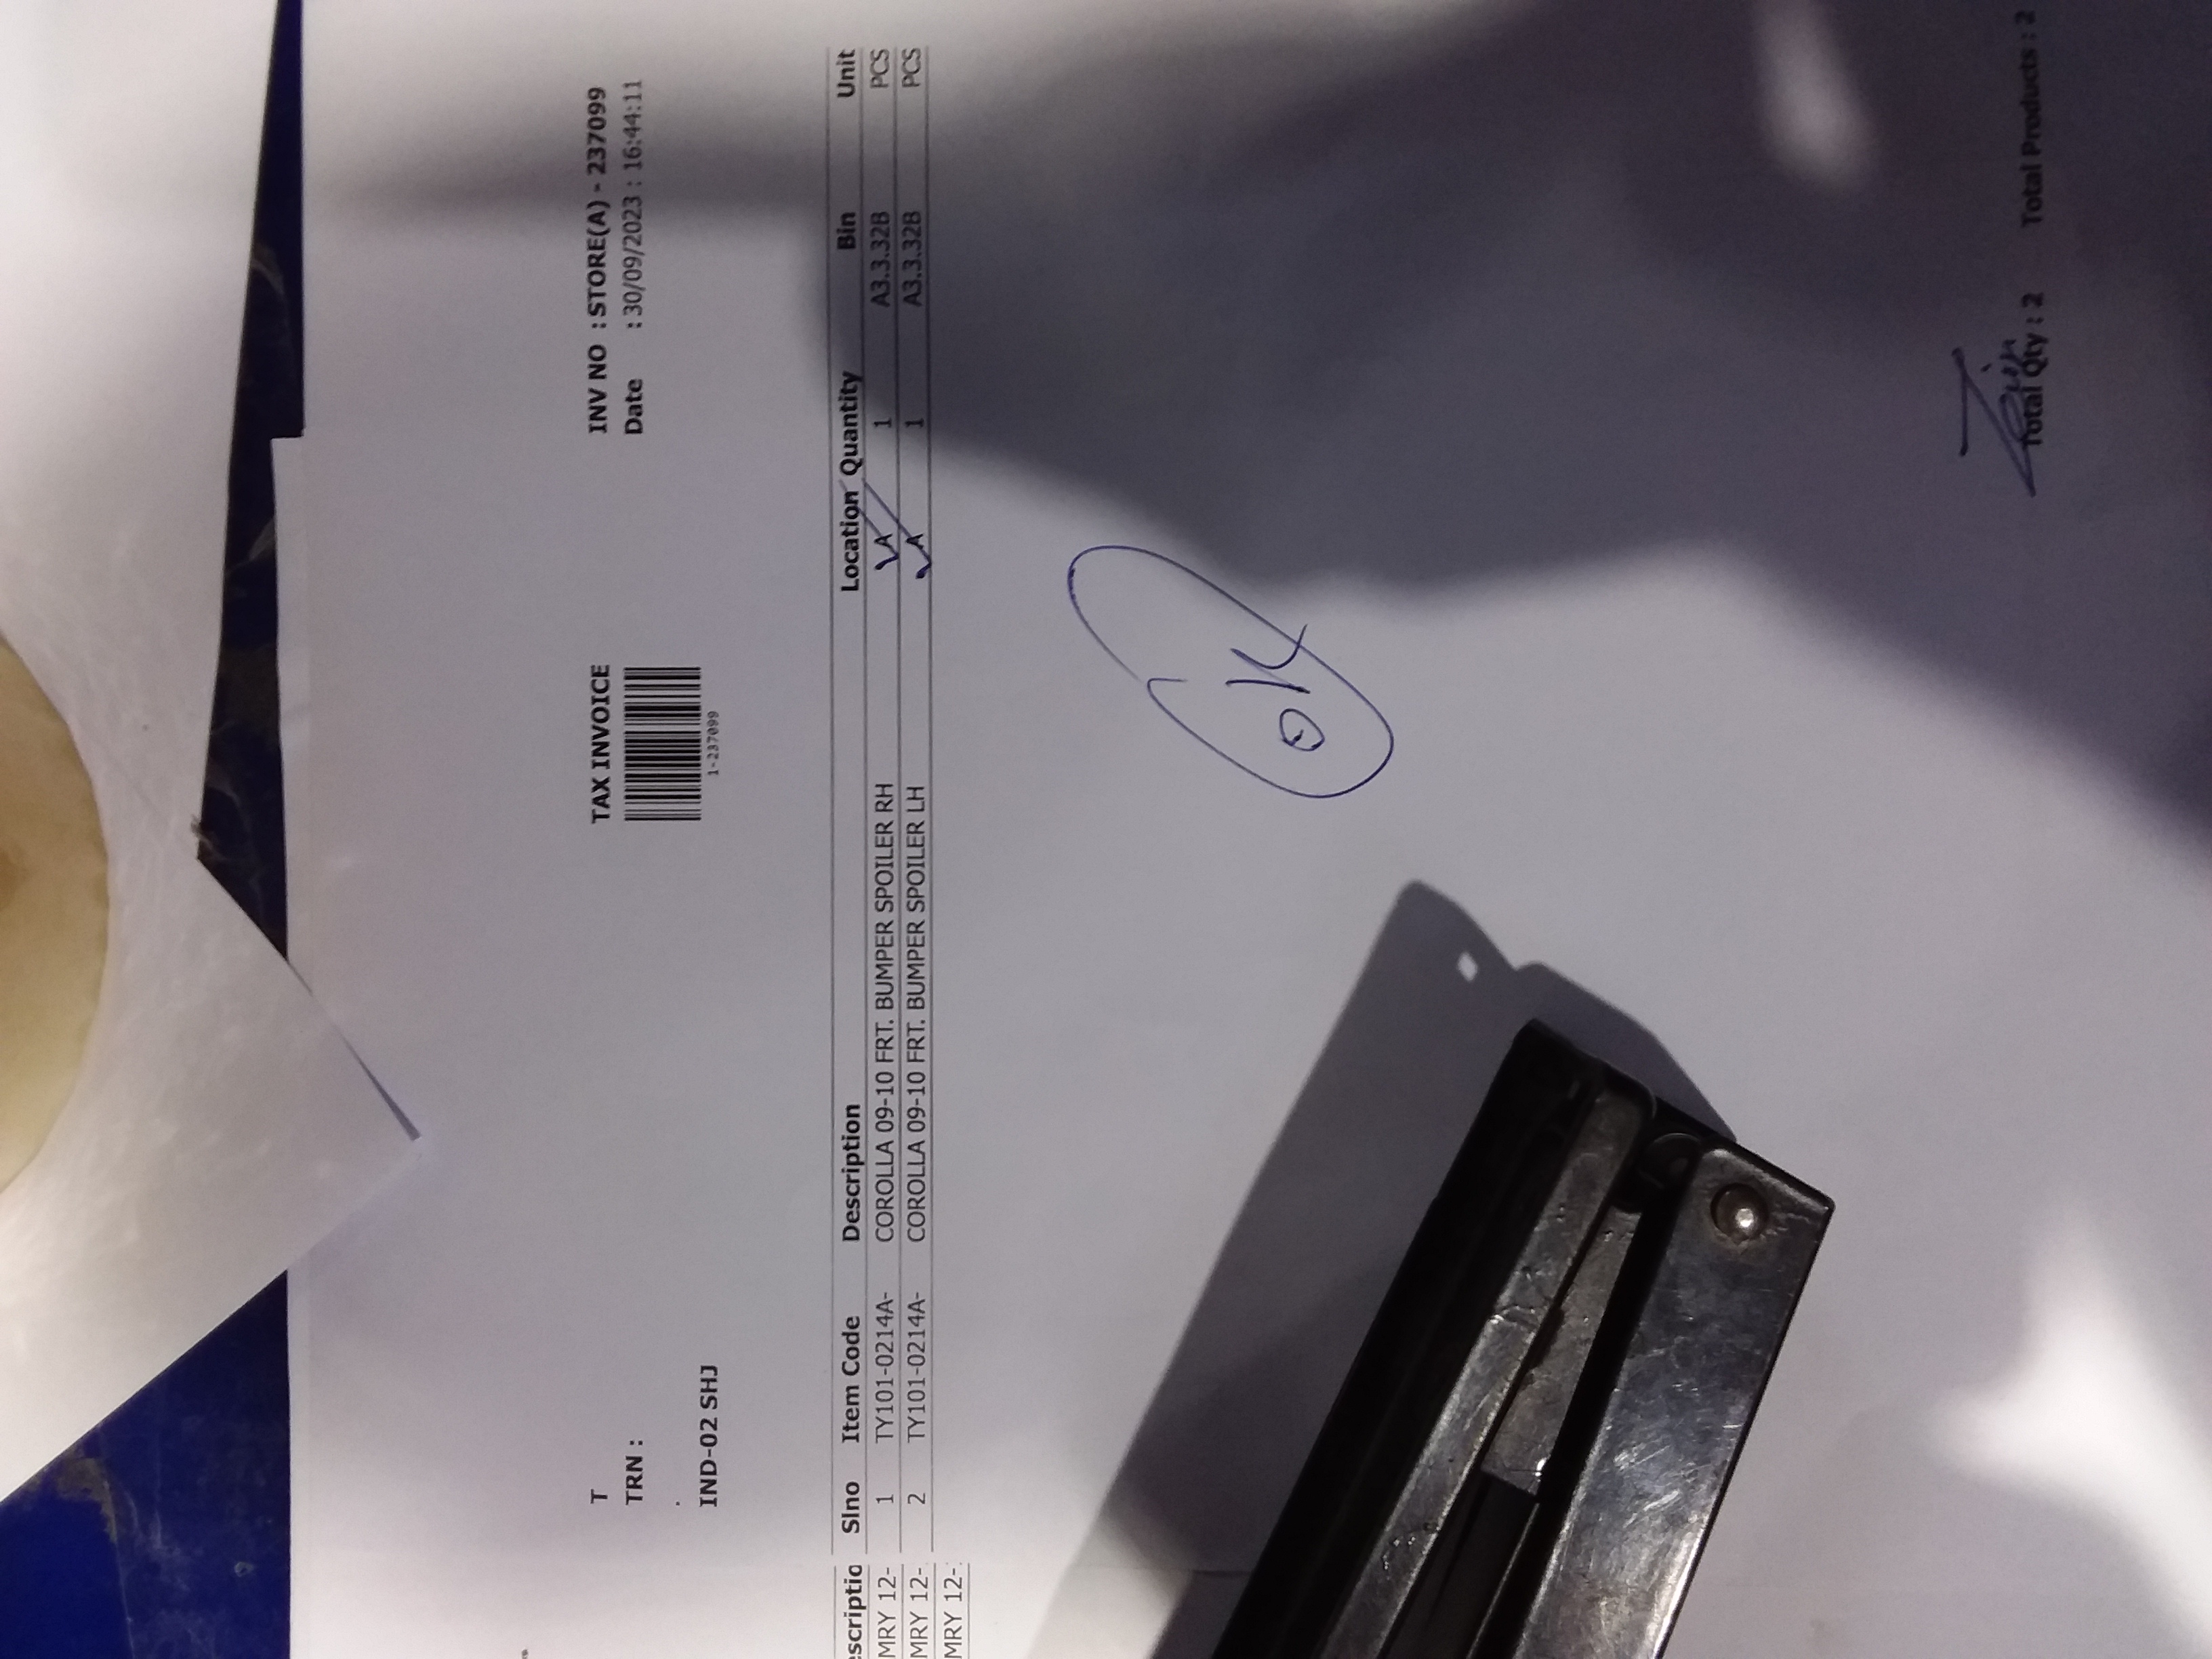 TAX INVOICE
T
INV NO : STORE(A) - 237099
TRN :
Date : 30/09/2023 : 16:44:11
.
1-237099
IND-02 SHJ
Slno Item Code Description Location Quantity Bin Unit
1 TY101-0214A- COROLLA 09-10 FRT. BUMPER SPOILER RH A 1 A3.3.32B PCS
2 TY101-0214A- COROLLA 09-10 FRT. BUMPER SPOILER LH A 1 A3.3.32B PCS
OK
Total Qty : 2 Total Products : 2
escriptio
MRY 12-
MRY 12-
MRY 12-